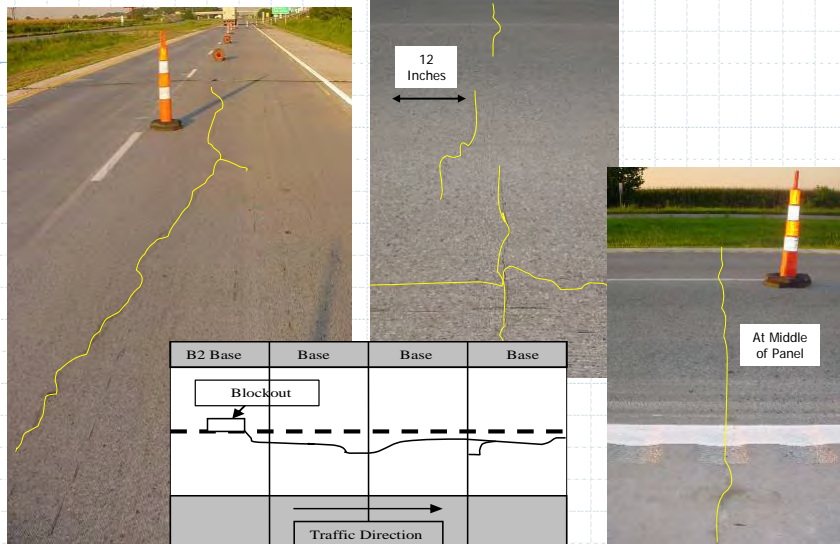 12
Inches
At Middle
of Panel
B2 Base
Base
Base
Base
Blockout
Traffic Direction